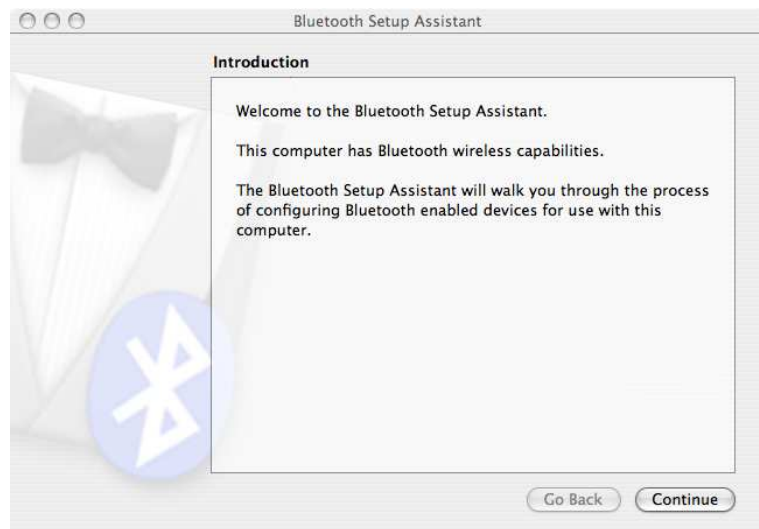 Bluetooth Setup Assistant
Introduction
Welcome to the Bluetooth Setup Assistant.
This computer has Bluetooth wireless capabilities.
The Bluetooth Setup Assistant will walk you through the process
of configuring Bluetooth enabled devices for use with this
computer.
Go Back
Continue